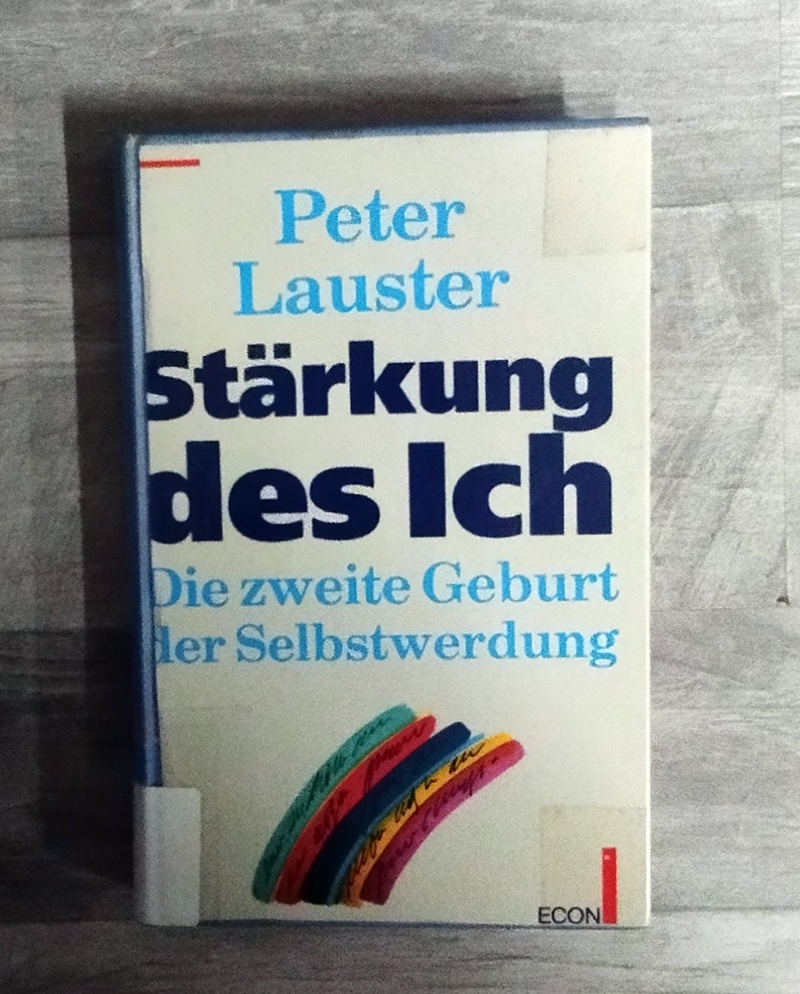 Peter
Lauster
Stärkung
des Ich
Die zweite Geburt
der Selbstwerdung
ECON